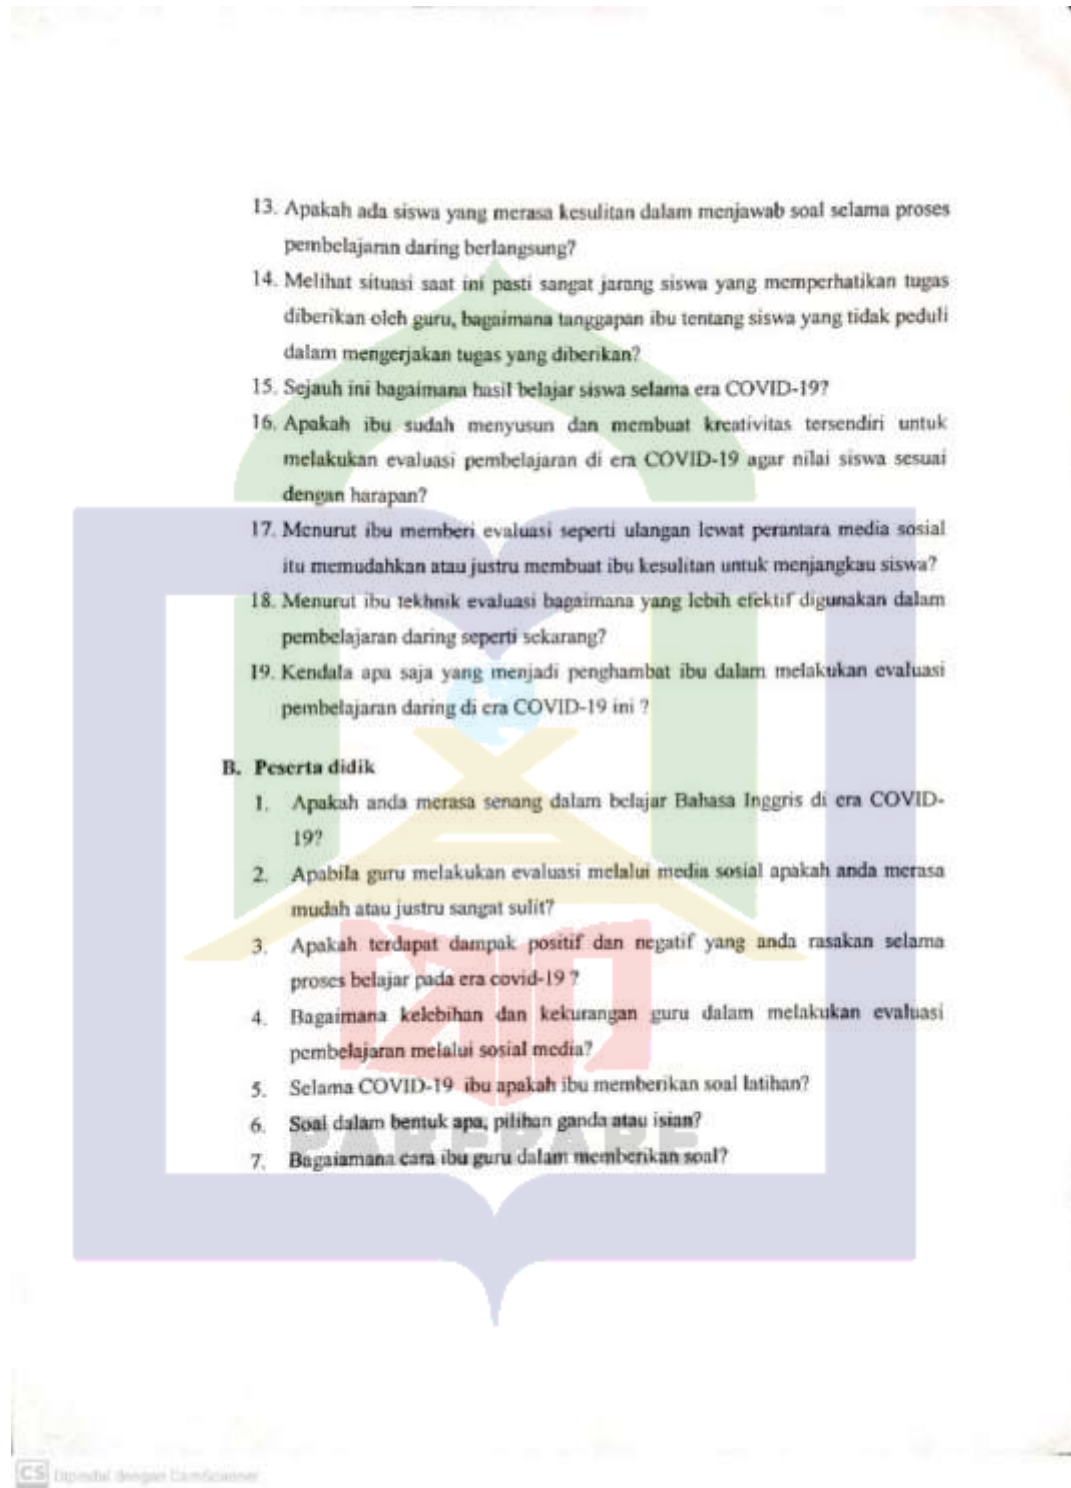 13. Apakah ada siswa yang merasa kesulitan dalam menjawab soal selama proses
pembelajaran daring berlangsung?
14. Melihat situasi saat ini pasti sangat jarang siswa yang memperhatikan tugas
diberikan oleh guru, bagaimana tanggapan ibu tentang siswa yang tidak peduli
dalam mengerjakan tugas yang diberikan?
15. Sejauh ini bagaimana hasil belajar siswa selama era COVID-19?
16. Apakah ibu sudah menyusun dan membuat kreativitas tersendiri untuk
melakukan evaluasi pembelajaran di era COVID-19 agar nilai siswa sesuai
dengan harapan?
17. Menurut ibu memberi evaluasi seperti ulangan lewat perantara media sosial
itu memudahkan atau justru membuat ibu kesulitan untuk menjangkau siswa?
18. Menurut ibu tekhnik evaluasi bagaimana yang lebih efektif digunakan dalam
pembelajaran daring seperti sekarang?
19. Kendala apa saja yang menjadi penghambat ibu dalam melakukan evaluasi
pembelajaran daring di era COVID-19 ini ?
B. Peserta didik
1. Apakah anda merasa senang dalam belajar Bahasa Inggris di era COVID-
19?
2. Apabila guru melakukan evaluasi melalui media sosial apakah anda merasa
mudah atau justru sangat sulit?
3. Apakah terdapat dampak positif dan negatif yang anda rasakan selama
proses belajar pada era covid-19 ?
4. Bagaimana kelebihan dan kekurangan guru dalam melakukan evaluasi
pembelajaran melalui sosial media?
5. Selama COVID-19 ibu apakah ibu memberikan soal latihan?
6. Soal dalam bentuk apa, pilihan ganda atau isian?
PAREPARE
7. Bagaiamana cara ibu guru dalam memberikan soal?
CS Dipindai dengan CamScanner